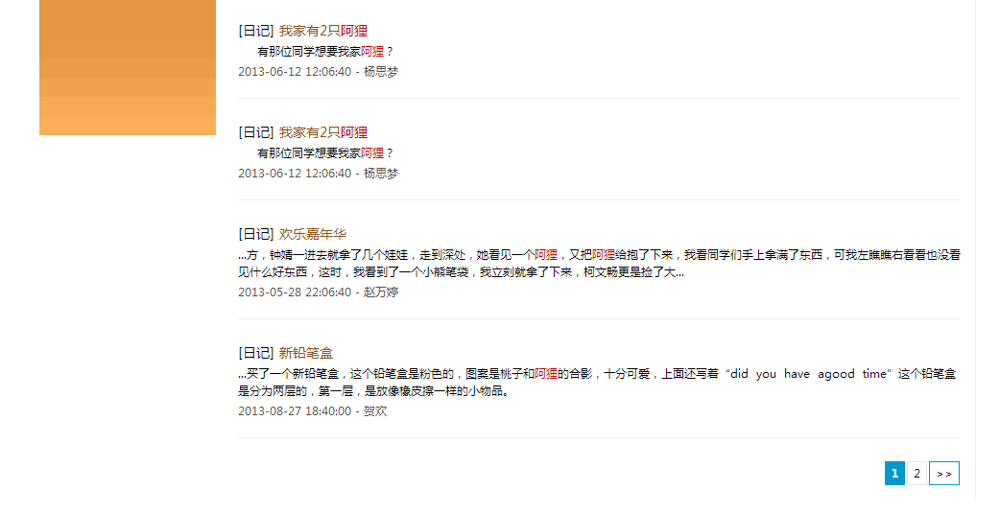 [日记] 我家有2只阿狸
有那位同学想要我家阿狸？
2013-06-12 12:06:40 - 杨思梦
[日记] 我家有2只阿狸
有那位同学想要我家阿狸？
2013-06-12 12:06:40 - 杨思梦
[日记] 欢乐嘉年华
...方，钟婧一进去就拿了几个娃娃，走到深处，她看见一个阿狸，又把阿狸给抱了下来，我看同学们手上拿满了东西，可我左瞧瞧右看看也没看
见什么好东西，这时，我看到了一个小熊笔袋，我立刻就拿了下来，柯文畅更是捡了大...
2013-05-28 22:06:40 - 赵万婷
[日记] 新铅笔盒
...买了一个新铅笔盒，这个铅笔盒是粉色的，图案是桃子和阿狸的合影，十分可爱，上面还写着“did you have agood time”这个铅笔盒
是分为两层的，第一层，是放像橡皮擦一样的小物品。
2013-08-27 18:40:00 - 贺欢
1 2 >>